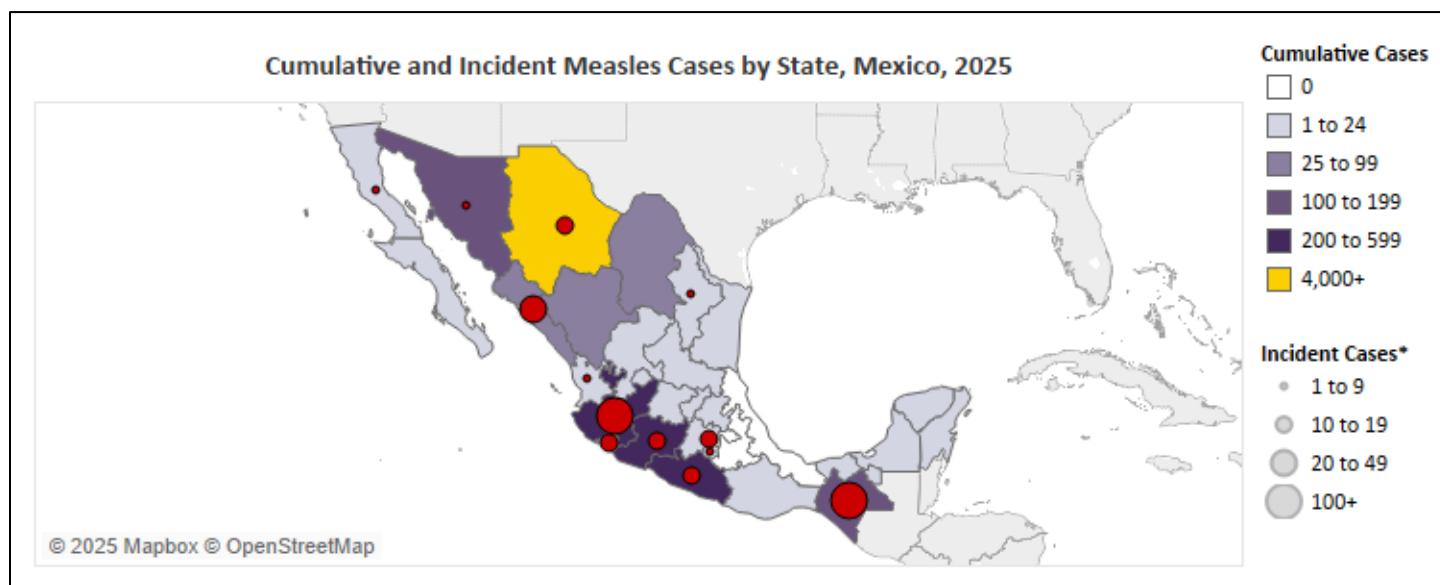 Cumulative and Incident Measles Cases by State, Mexico, 2025
Cumulative Cases
0
1 to 24
25 to 99
100 to 199
200 to 599
4,000+
Incident Cases*
1 to 9
10 to 19
20 to 49
100+
© 2025 Mapbox © OpenStreetMap